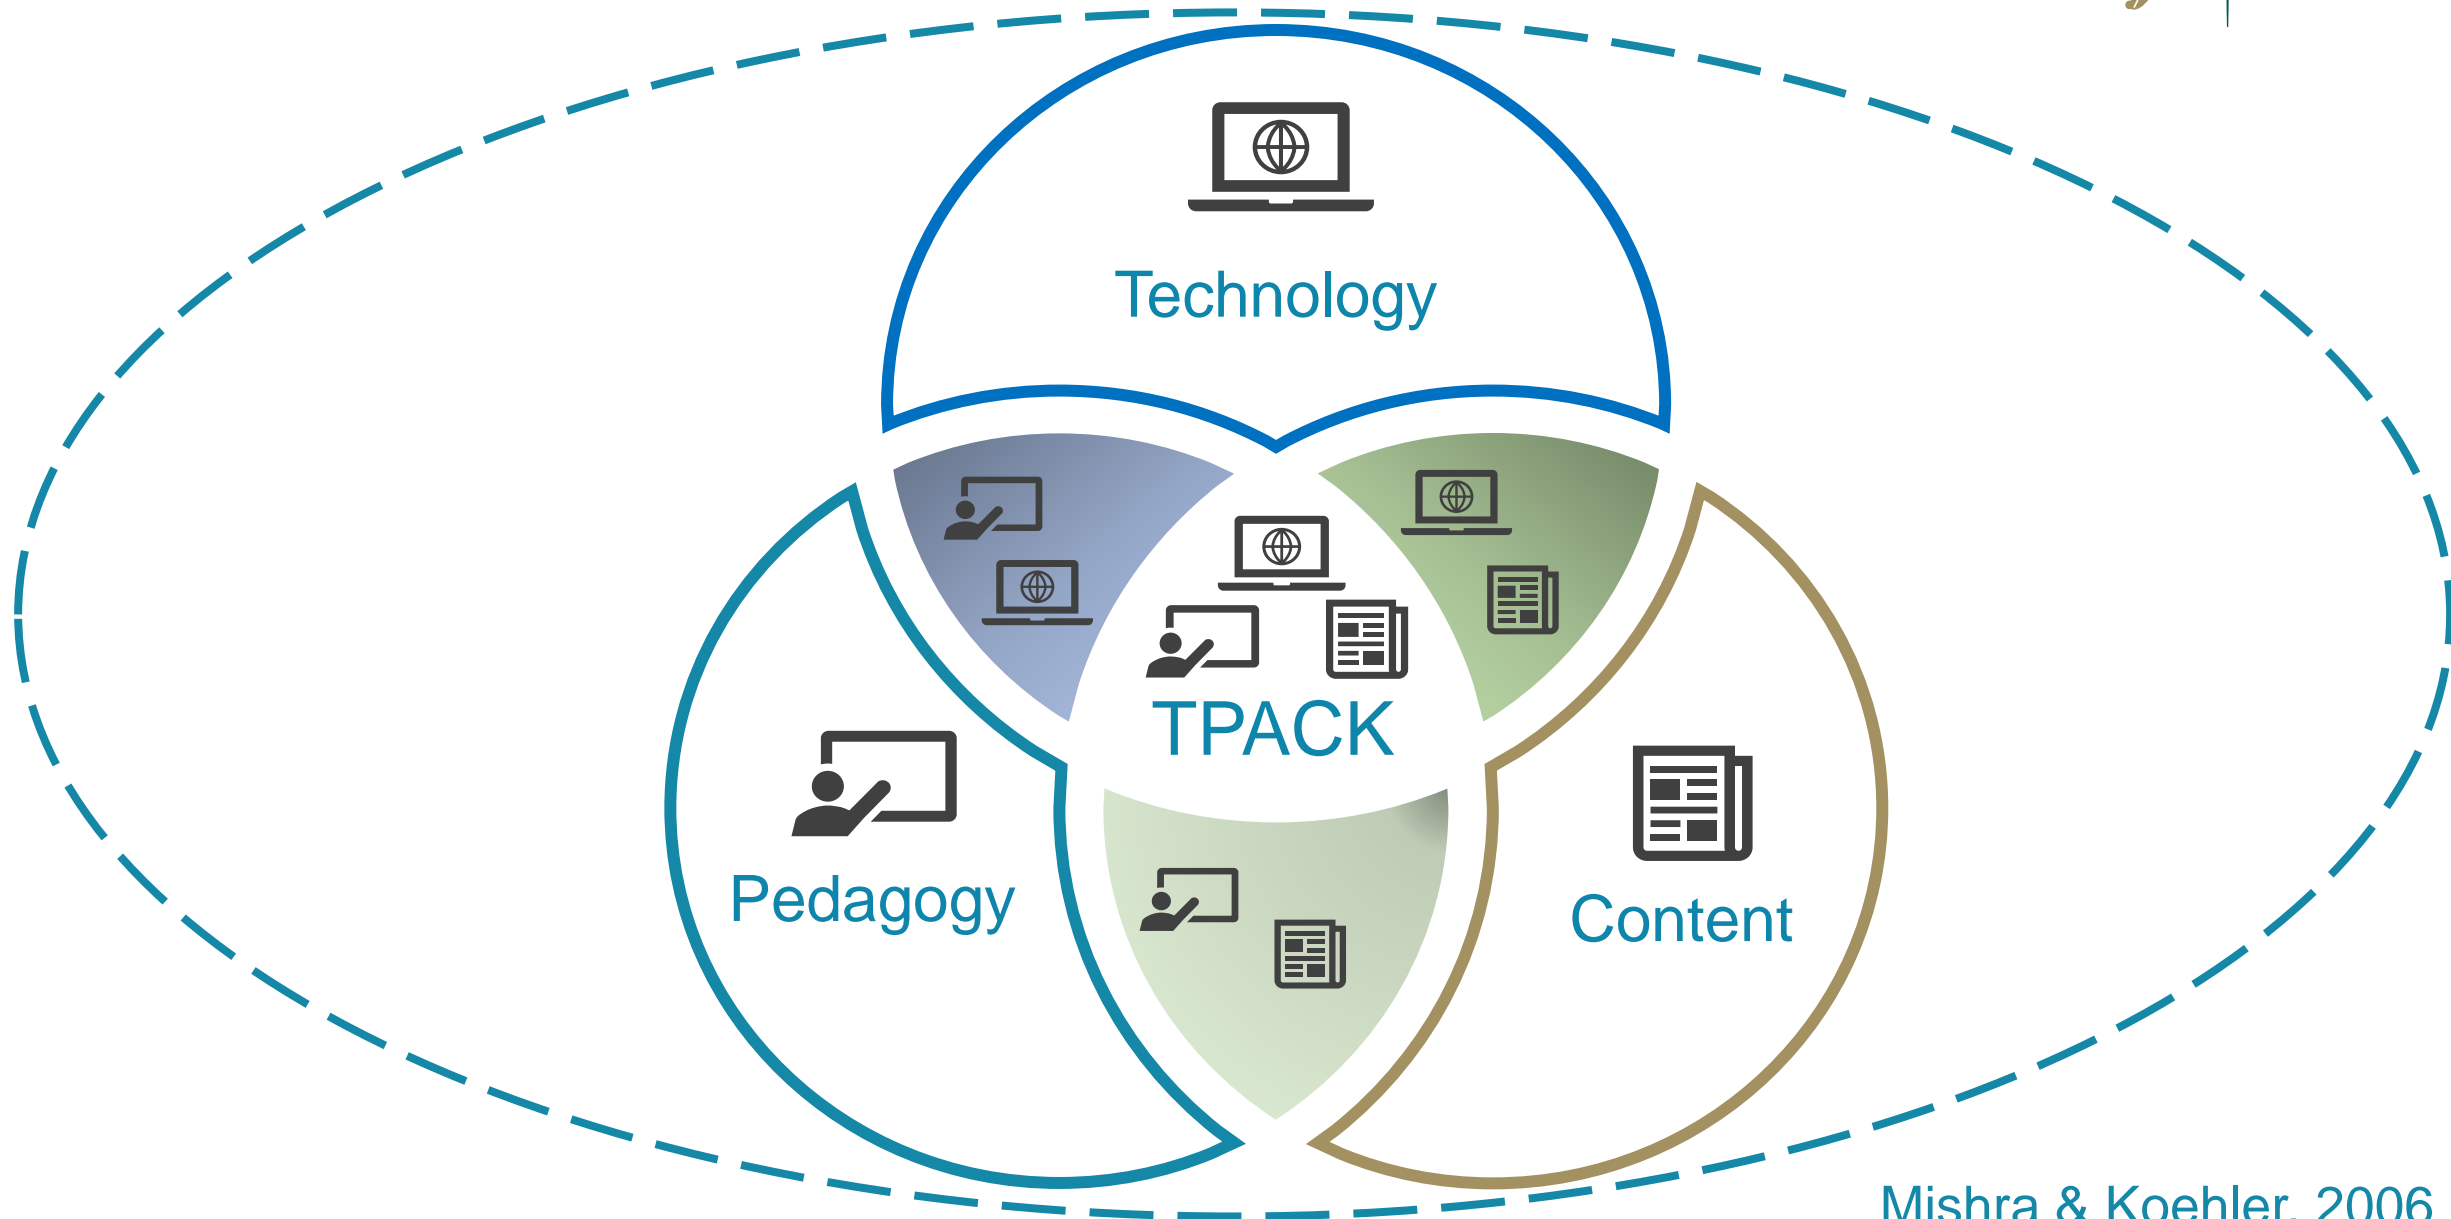 Technology
TPACK
Pedagogy
Content
Mishra & Koehler, 2006